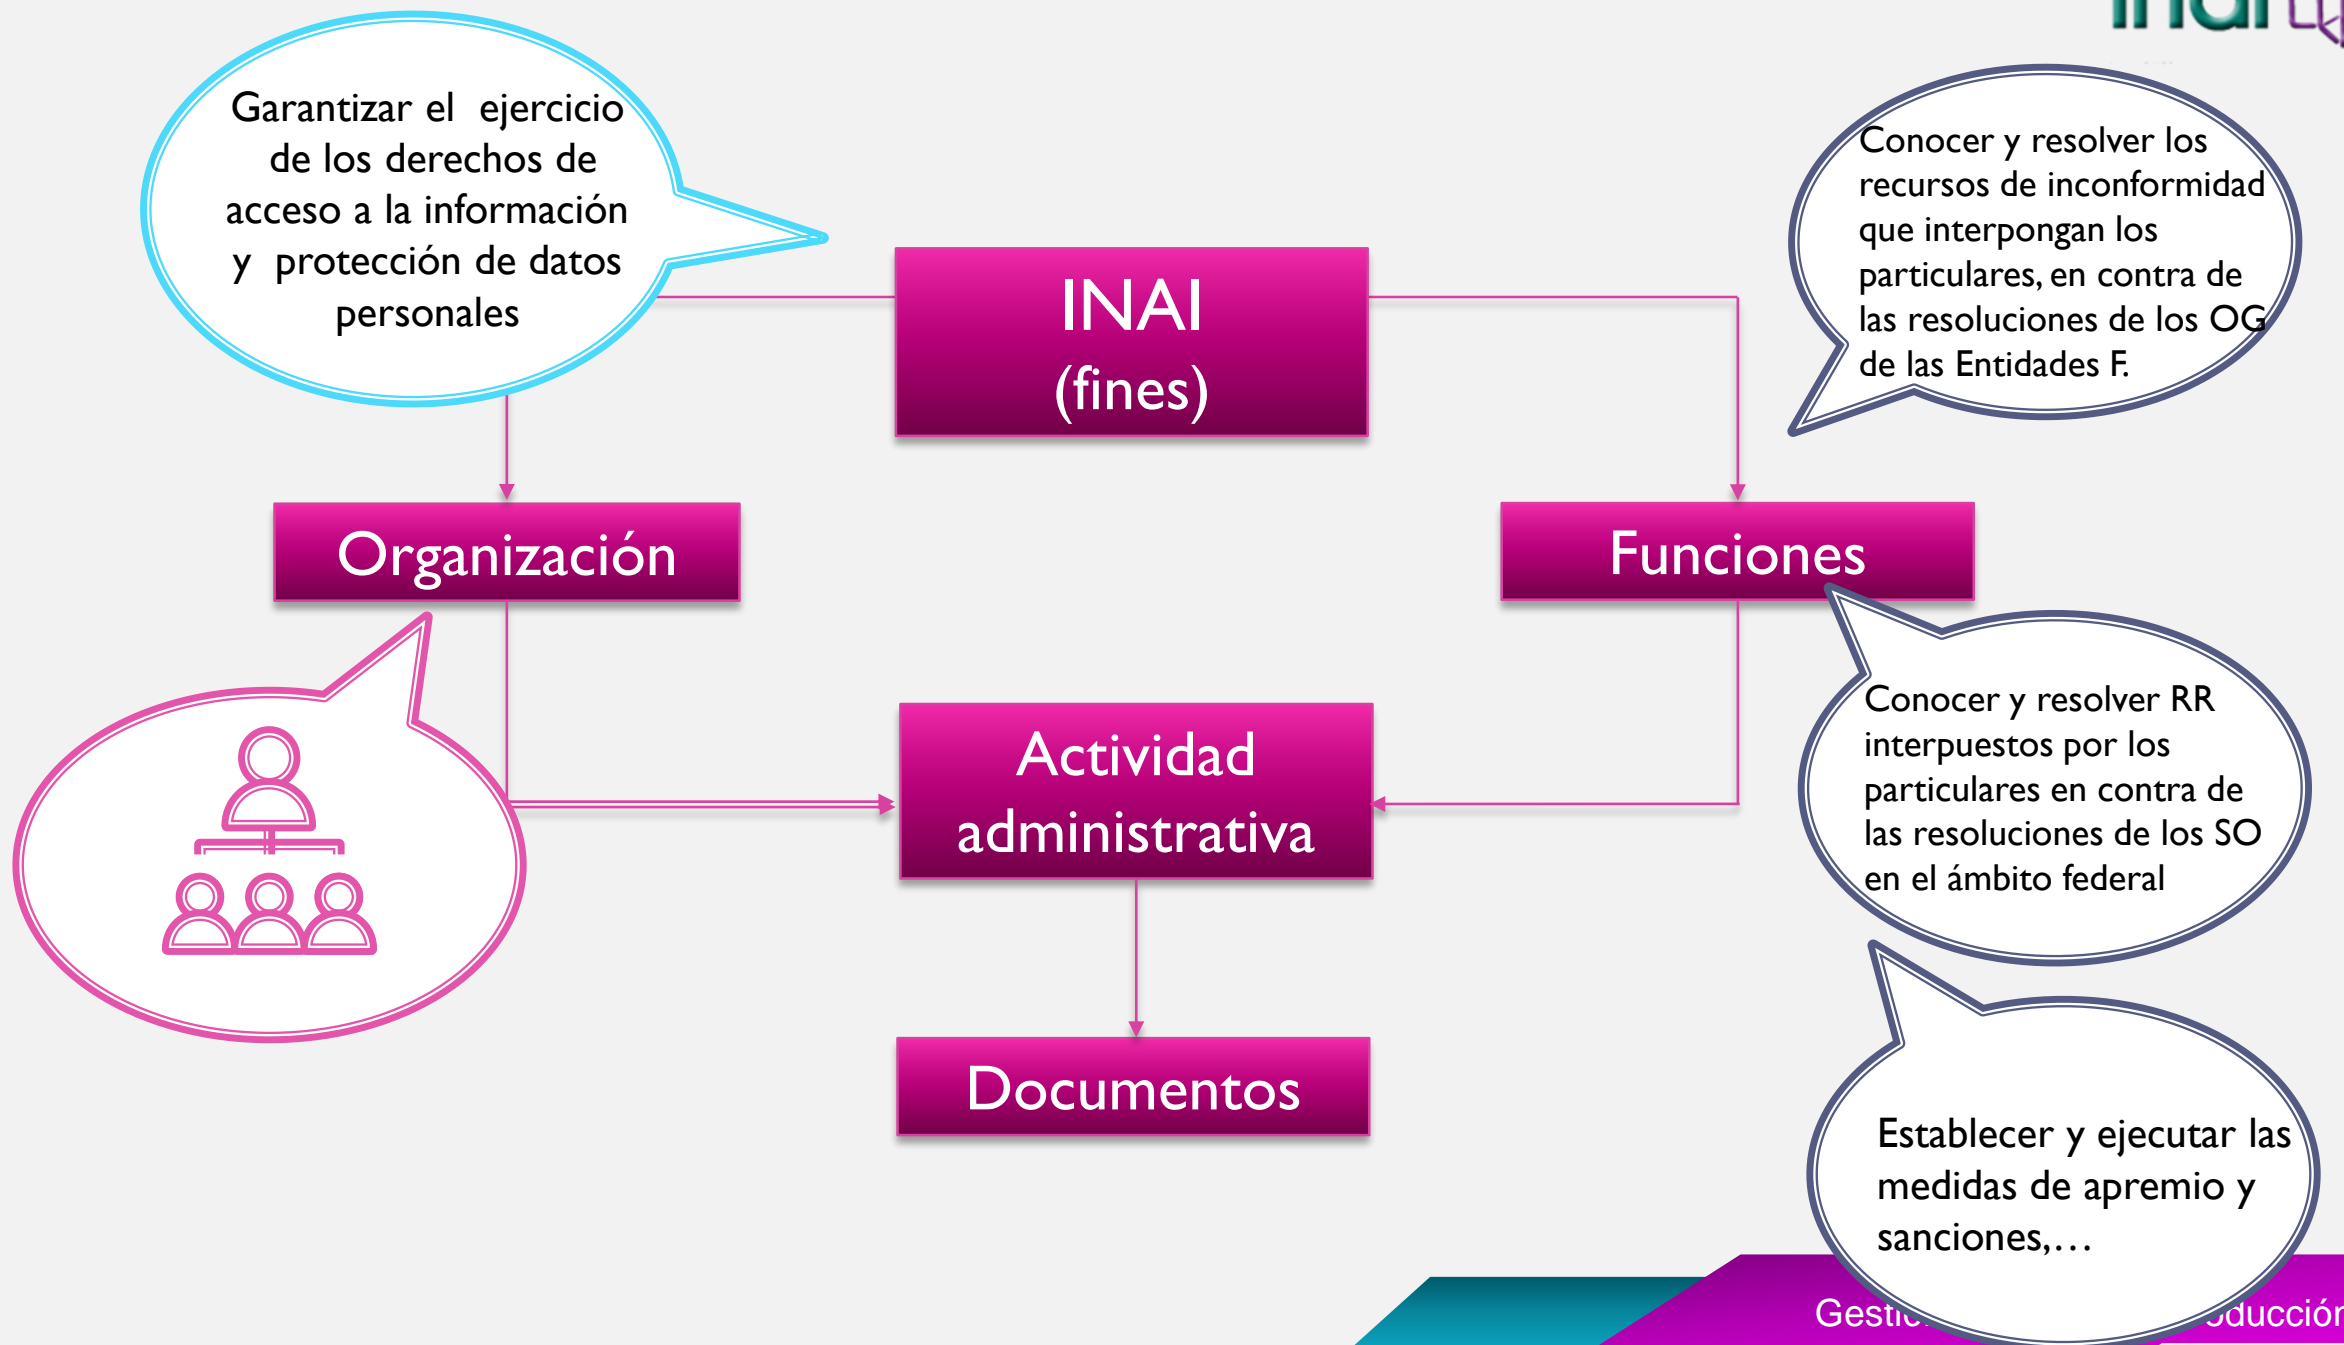 inai
Garantizar el ejercicio
de los derechos de
acceso a la información
y protección de datos
personales
INAI
(fines)
Conocer y resolver los
recursos de inconformidad
que interpongan los
particulares, en contra de
las resoluciones de los OG
de las Entidades F.
Organización
Funciones
Actividad
administrativa
Conocer y resolver RR
interpuestos por los
particulares en contra de
las resoluciones de los SO
en el ámbito federal
Documentos
Establecer y ejecutar las
medidas de apremio y
sanciones,…